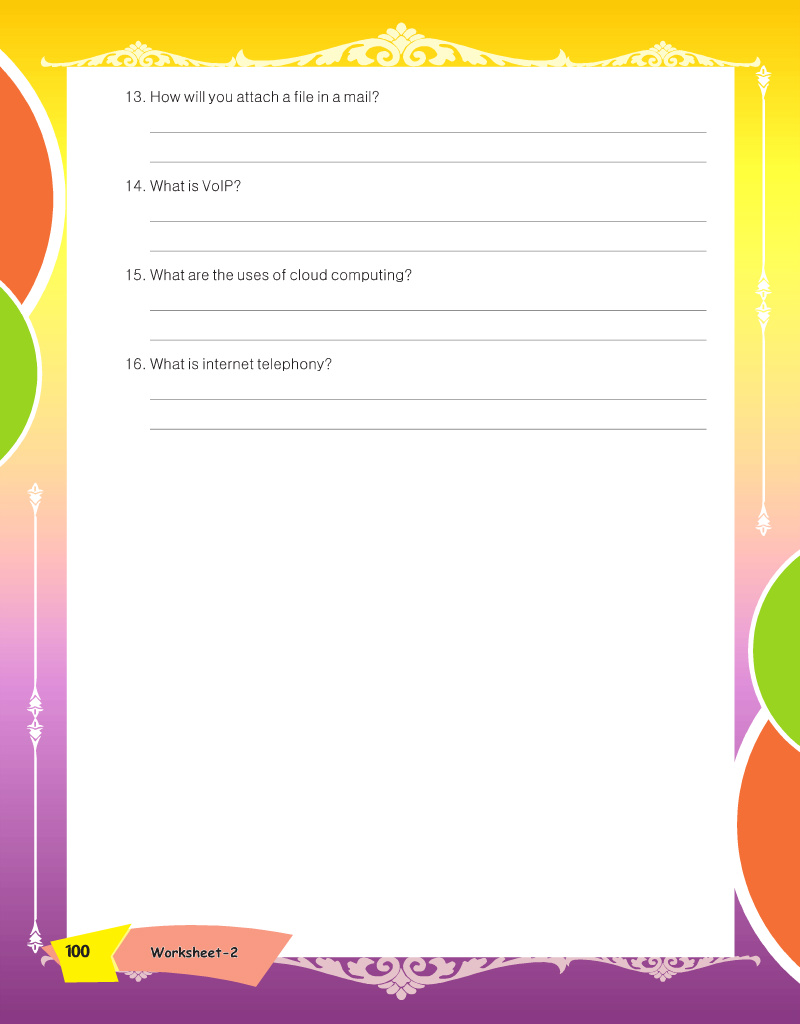 13. How will you attach a file in a mail?
14. What is VoIP?
15. What are the uses of cloud computing?
16. What is internet telephony?
100
Worksheet-2